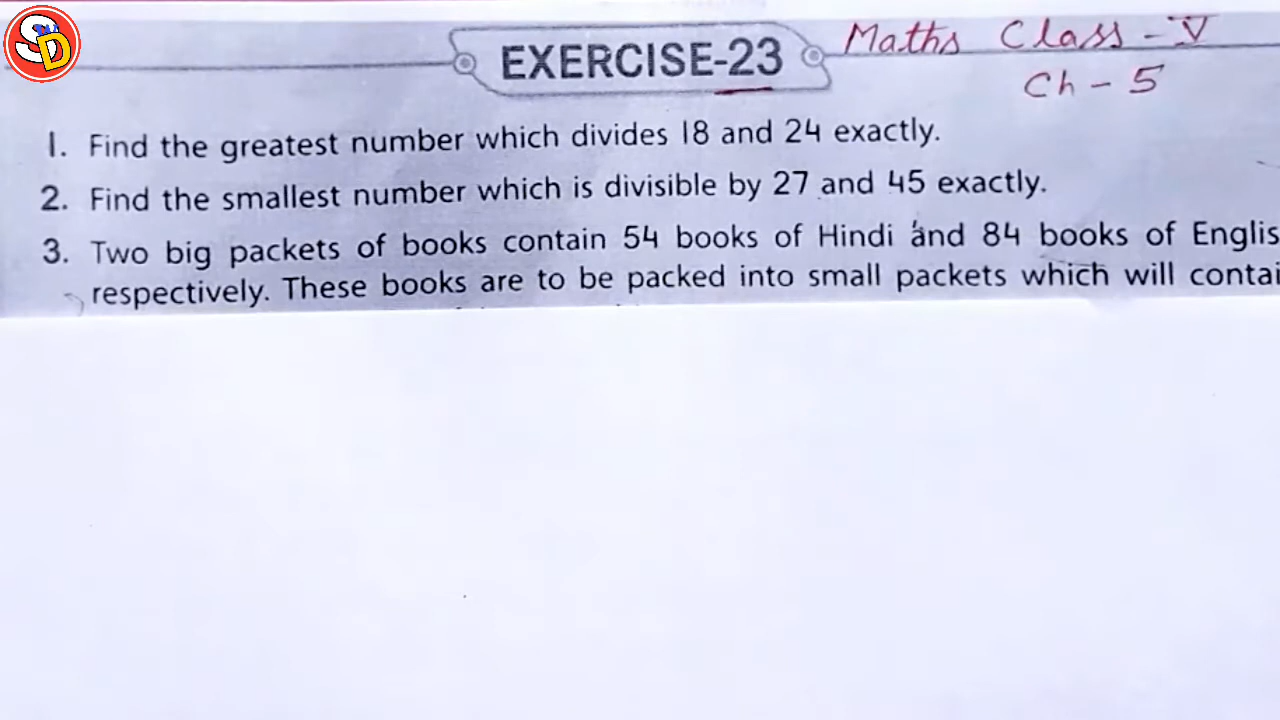 SD
EXERCISE-23
Maths Class - V
Ch - 5
1. Find the greatest number which divides 18 and 24 exactly.
2. Find the smallest number which is divisible by 27 and 45 exactly.
3. Two big packets of books contain 54 books of Hindi and 84 books of Englis
respectively. These books are to be packed into small packets which will contai